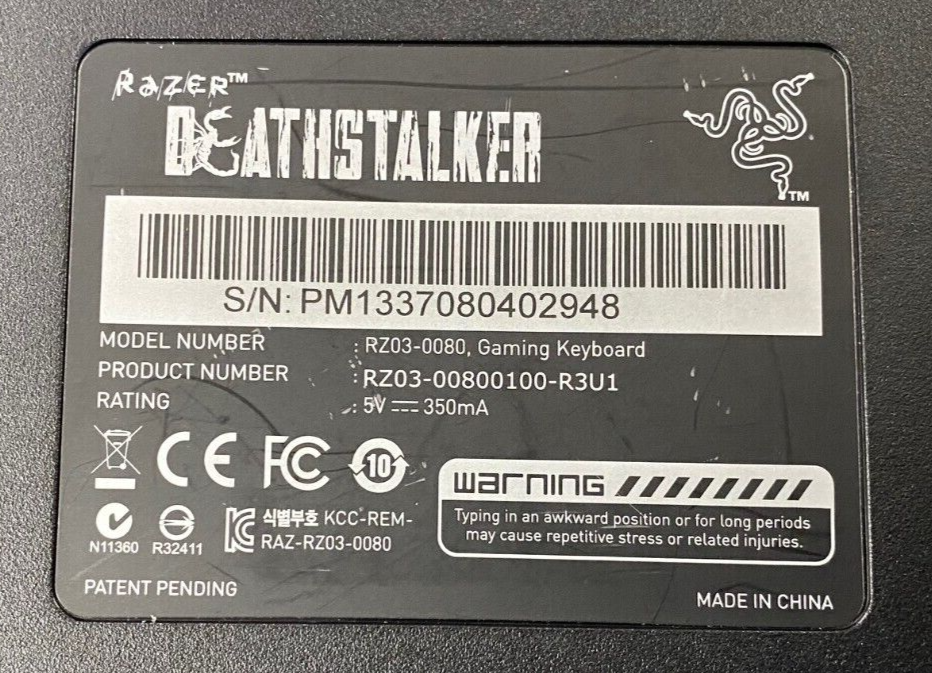 RAZER™
DEATHSTALKER
TM
S/N: PM1337080402948
MODEL NUMBER : RZ03-0080, Gaming Keyboard
PRODUCT NUMBER : RZ03-00800100-R3U1
RATING : 5V ⎓ 350mA
CE FC 10
warning
Typing in an awkward position or for long periods
may cause repetitive stress or related injuries.
N11360 R32411
식별부호 KCC-REM-
RAZ-RZ03-0080
PATENT PENDING
MADE IN CHINA